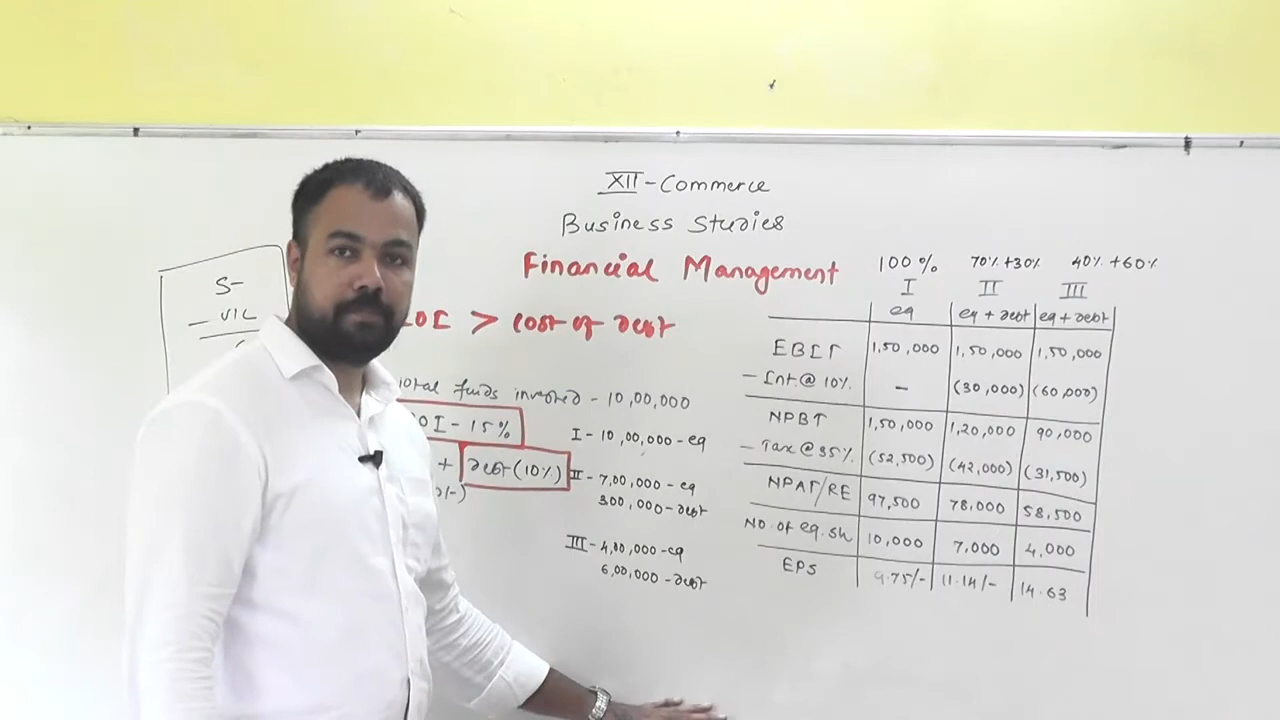 XII - Commerce
Business Studies
Financial Management
> cost of debt
S-
funds invested - 10,00,000
I - 15%
+ debt (10%)
I - 10,00,000 - eq
II - 7,00,000 - eq
300,000 - debt
III - 4,00,000 - eq
6,00,000 - debt
100% 70% + 30% 40% + 60%
I II III
eq eq + debt eq + debt
EBIT 1,50,000 1,50,000 1,50,000
- Int. @ 10% - (30,000) (60,000)
NPBT 1,50,000 1,20,000 90,000
- Tax @ 35% (52,500) (42,000) (31,500)
NPAT/RE 97,500 78,000 58,500
No. of eq. sh 10,000 7,000 4,000
EPS 9.75/- 11.14/- 14.63